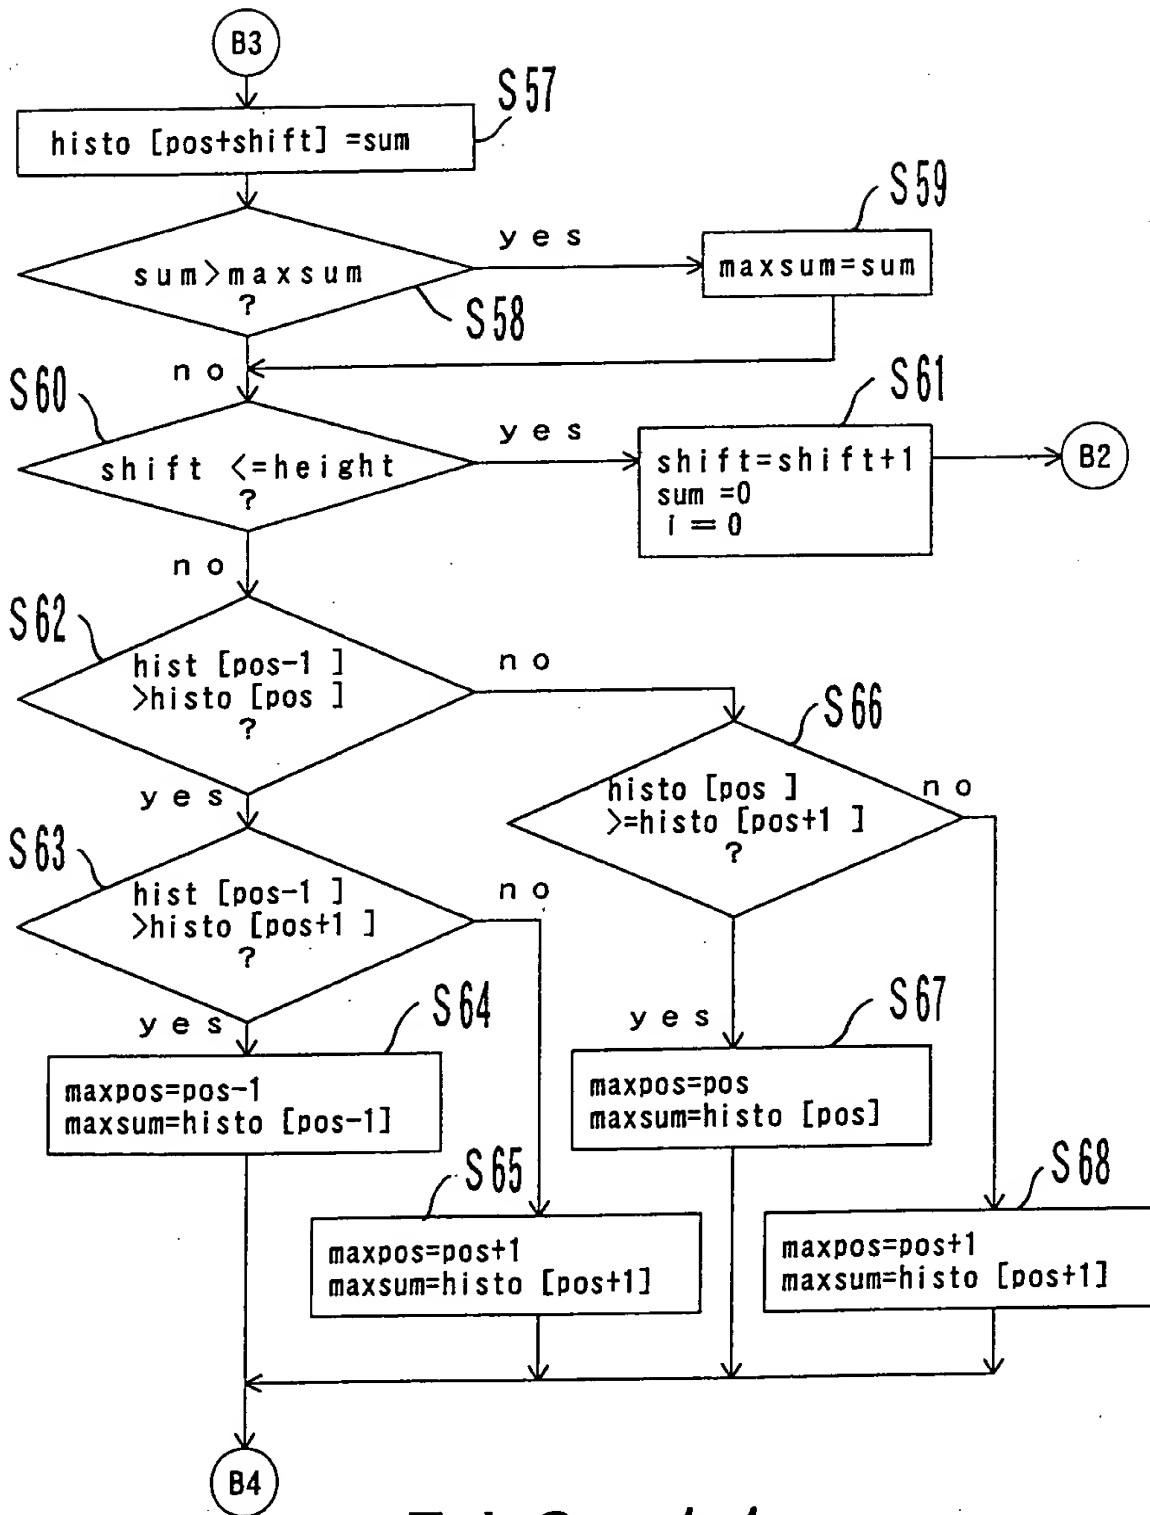 B3
S57
histo [pos+shift] =sum
S59
yes
maxsum=sum
sum>maxsum
?
S58
no
S60
S61
yes
shift <=height
?
shift=shift+1
sum =0
i = 0
B2
no
S62
hist [pos-1 ]
>histo [pos ]
?
no
S66
yes
histo [pos ]
>=histo [pos+1 ]
?
no
S63
hist [pos-1 ]
>histo [pos+1 ]
?
no
yes
S64
yes
S67
maxpos=pos-1
maxsum=histo [pos-1]
maxpos=pos
maxsum=histo [pos]
S65
S68
maxpos=pos+1
maxsum=histo [pos+1]
maxpos=pos+1
maxsum=histo [pos+1]
B4